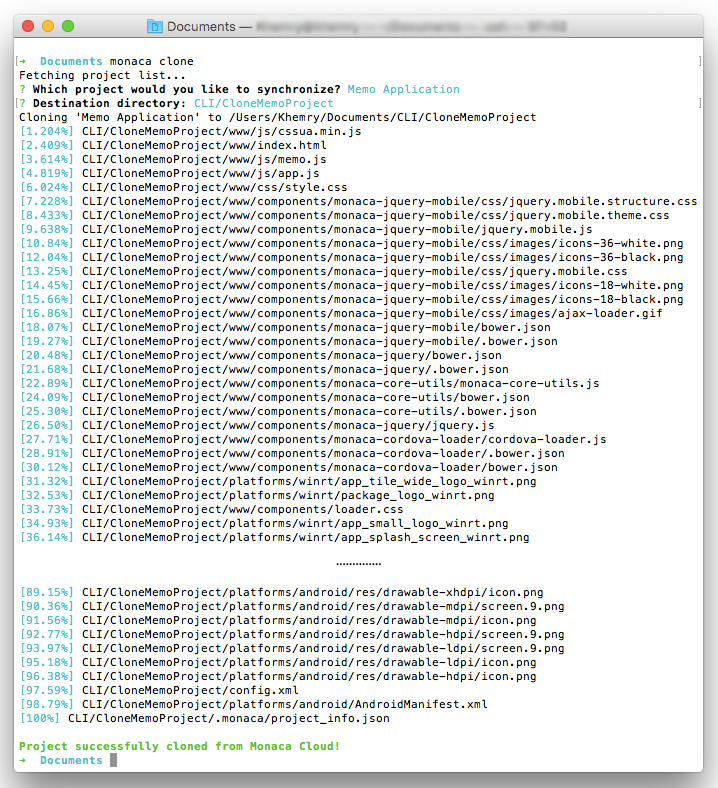 Documents —
[➜ Documents monaca clone ]
Fetching project list...
? Which project would you like to synchronize? Memo Application
[? Destination directory: CLI/CloneMemoProject ]
Cloning 'Memo Application' to /Users/Khemry/Documents/CLI/CloneMemoProject
[1.204%] CLI/CloneMemoProject/www/js/cssua.min.js
[2.409%] CLI/CloneMemoProject/www/index.html
[3.614%] CLI/CloneMemoProject/www/js/memo.js
[4.819%] CLI/CloneMemoProject/www/js/app.js
[6.024%] CLI/CloneMemoProject/www/css/style.css
[7.228%] CLI/CloneMemoProject/www/components/monaca-jquery-mobile/css/jquery.mobile.structure.css
[8.433%] CLI/CloneMemoProject/www/components/monaca-jquery-mobile/css/jquery.mobile.theme.css
[9.638%] CLI/CloneMemoProject/www/components/monaca-jquery-mobile/jquery.mobile.js
[10.84%] CLI/CloneMemoProject/www/components/monaca-jquery-mobile/css/images/icons-36-white.png
[12.04%] CLI/CloneMemoProject/www/components/monaca-jquery-mobile/css/images/icons-36-black.png
[13.25%] CLI/CloneMemoProject/www/components/monaca-jquery-mobile/css/jquery.mobile.css
[14.45%] CLI/CloneMemoProject/www/components/monaca-jquery-mobile/css/images/icons-18-white.png
[15.66%] CLI/CloneMemoProject/www/components/monaca-jquery-mobile/css/images/icons-18-black.png
[16.86%] CLI/CloneMemoProject/www/components/monaca-jquery-mobile/css/images/ajax-loader.gif
[18.07%] CLI/CloneMemoProject/www/components/monaca-jquery-mobile/bower.json
[19.27%] CLI/CloneMemoProject/www/components/monaca-jquery-mobile/.bower.json
[20.48%] CLI/CloneMemoProject/www/components/monaca-jquery/bower.json
[21.68%] CLI/CloneMemoProject/www/components/monaca-jquery/.bower.json
[22.89%] CLI/CloneMemoProject/www/components/monaca-core-utils/monaca-core-utils.js
[24.09%] CLI/CloneMemoProject/www/components/monaca-core-utils/bower.json
[25.30%] CLI/CloneMemoProject/www/components/monaca-core-utils/.bower.json
[26.50%] CLI/CloneMemoProject/www/components/monaca-jquery/jquery.js
[27.71%] CLI/CloneMemoProject/www/components/monaca-cordova-loader/cordova-loader.js
[28.91%] CLI/CloneMemoProject/www/components/monaca-cordova-loader/.bower.json
[30.12%] CLI/CloneMemoProject/www/components/monaca-cordova-loader/bower.json
[31.32%] CLI/CloneMemoProject/platforms/winrt/app_tile_wide_logo_winrt.png
[32.53%] CLI/CloneMemoProject/platforms/winrt/package_logo_winrt.png
[33.73%] CLI/CloneMemoProject/www/components/loader.css
[34.93%] CLI/CloneMemoProject/platforms/winrt/app_small_logo_winrt.png
[36.14%] CLI/CloneMemoProject/platforms/winrt/app_splash_screen_winrt.png
..............
[89.15%] CLI/CloneMemoProject/platforms/android/res/drawable-xhdpi/icon.png
[90.36%] CLI/CloneMemoProject/platforms/android/res/drawable-mdpi/screen.9.png
[91.56%] CLI/CloneMemoProject/platforms/android/res/drawable-mdpi/icon.png
[92.77%] CLI/CloneMemoProject/platforms/android/res/drawable-hdpi/screen.9.png
[93.97%] CLI/CloneMemoProject/platforms/android/res/drawable-ldpi/screen.9.png
[95.18%] CLI/CloneMemoProject/platforms/android/res/drawable-ldpi/icon.png
[96.38%] CLI/CloneMemoProject/platforms/android/res/drawable-hdpi/icon.png
[97.59%] CLI/CloneMemoProject/config.xml
[98.79%] CLI/CloneMemoProject/platforms/android/AndroidManifest.xml
[100%] CLI/CloneMemoProject/.monaca/project_info.json
Project successfully cloned from Monaca Cloud!
➜ Documents